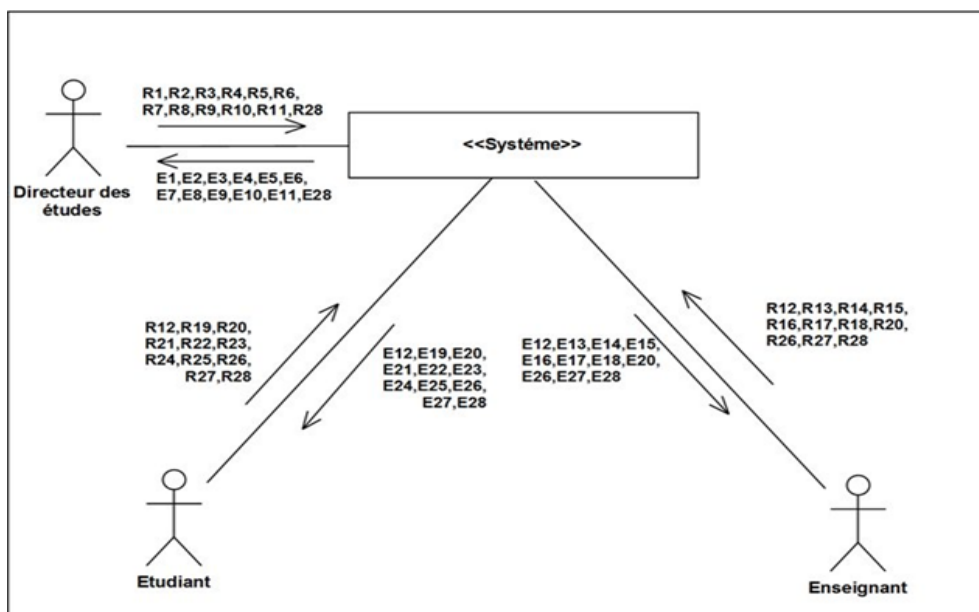 R1,R2,R3,R4,R5,R6,
R7,R8,R9,R10,R11,R28
<<Systéme>>
E1,E2,E3,E4,E5,E6,
E7,E8,E9,E10,E11,E28
Directeur des
études
R12,R19,R20,
R21,R22,R23,
R24,R25,R26,
R27,R28
E12,E19,E20,
E21,E22,E23,
E24,E25,E26,
E27,E28
E12,E13,E14,E15,
E16,E17,E18,E20,
E26,E27,E28
R12,R13,R14,R15,
R16,R17,R18,R20,
R26,R27,R28
Etudiant
Enseignant